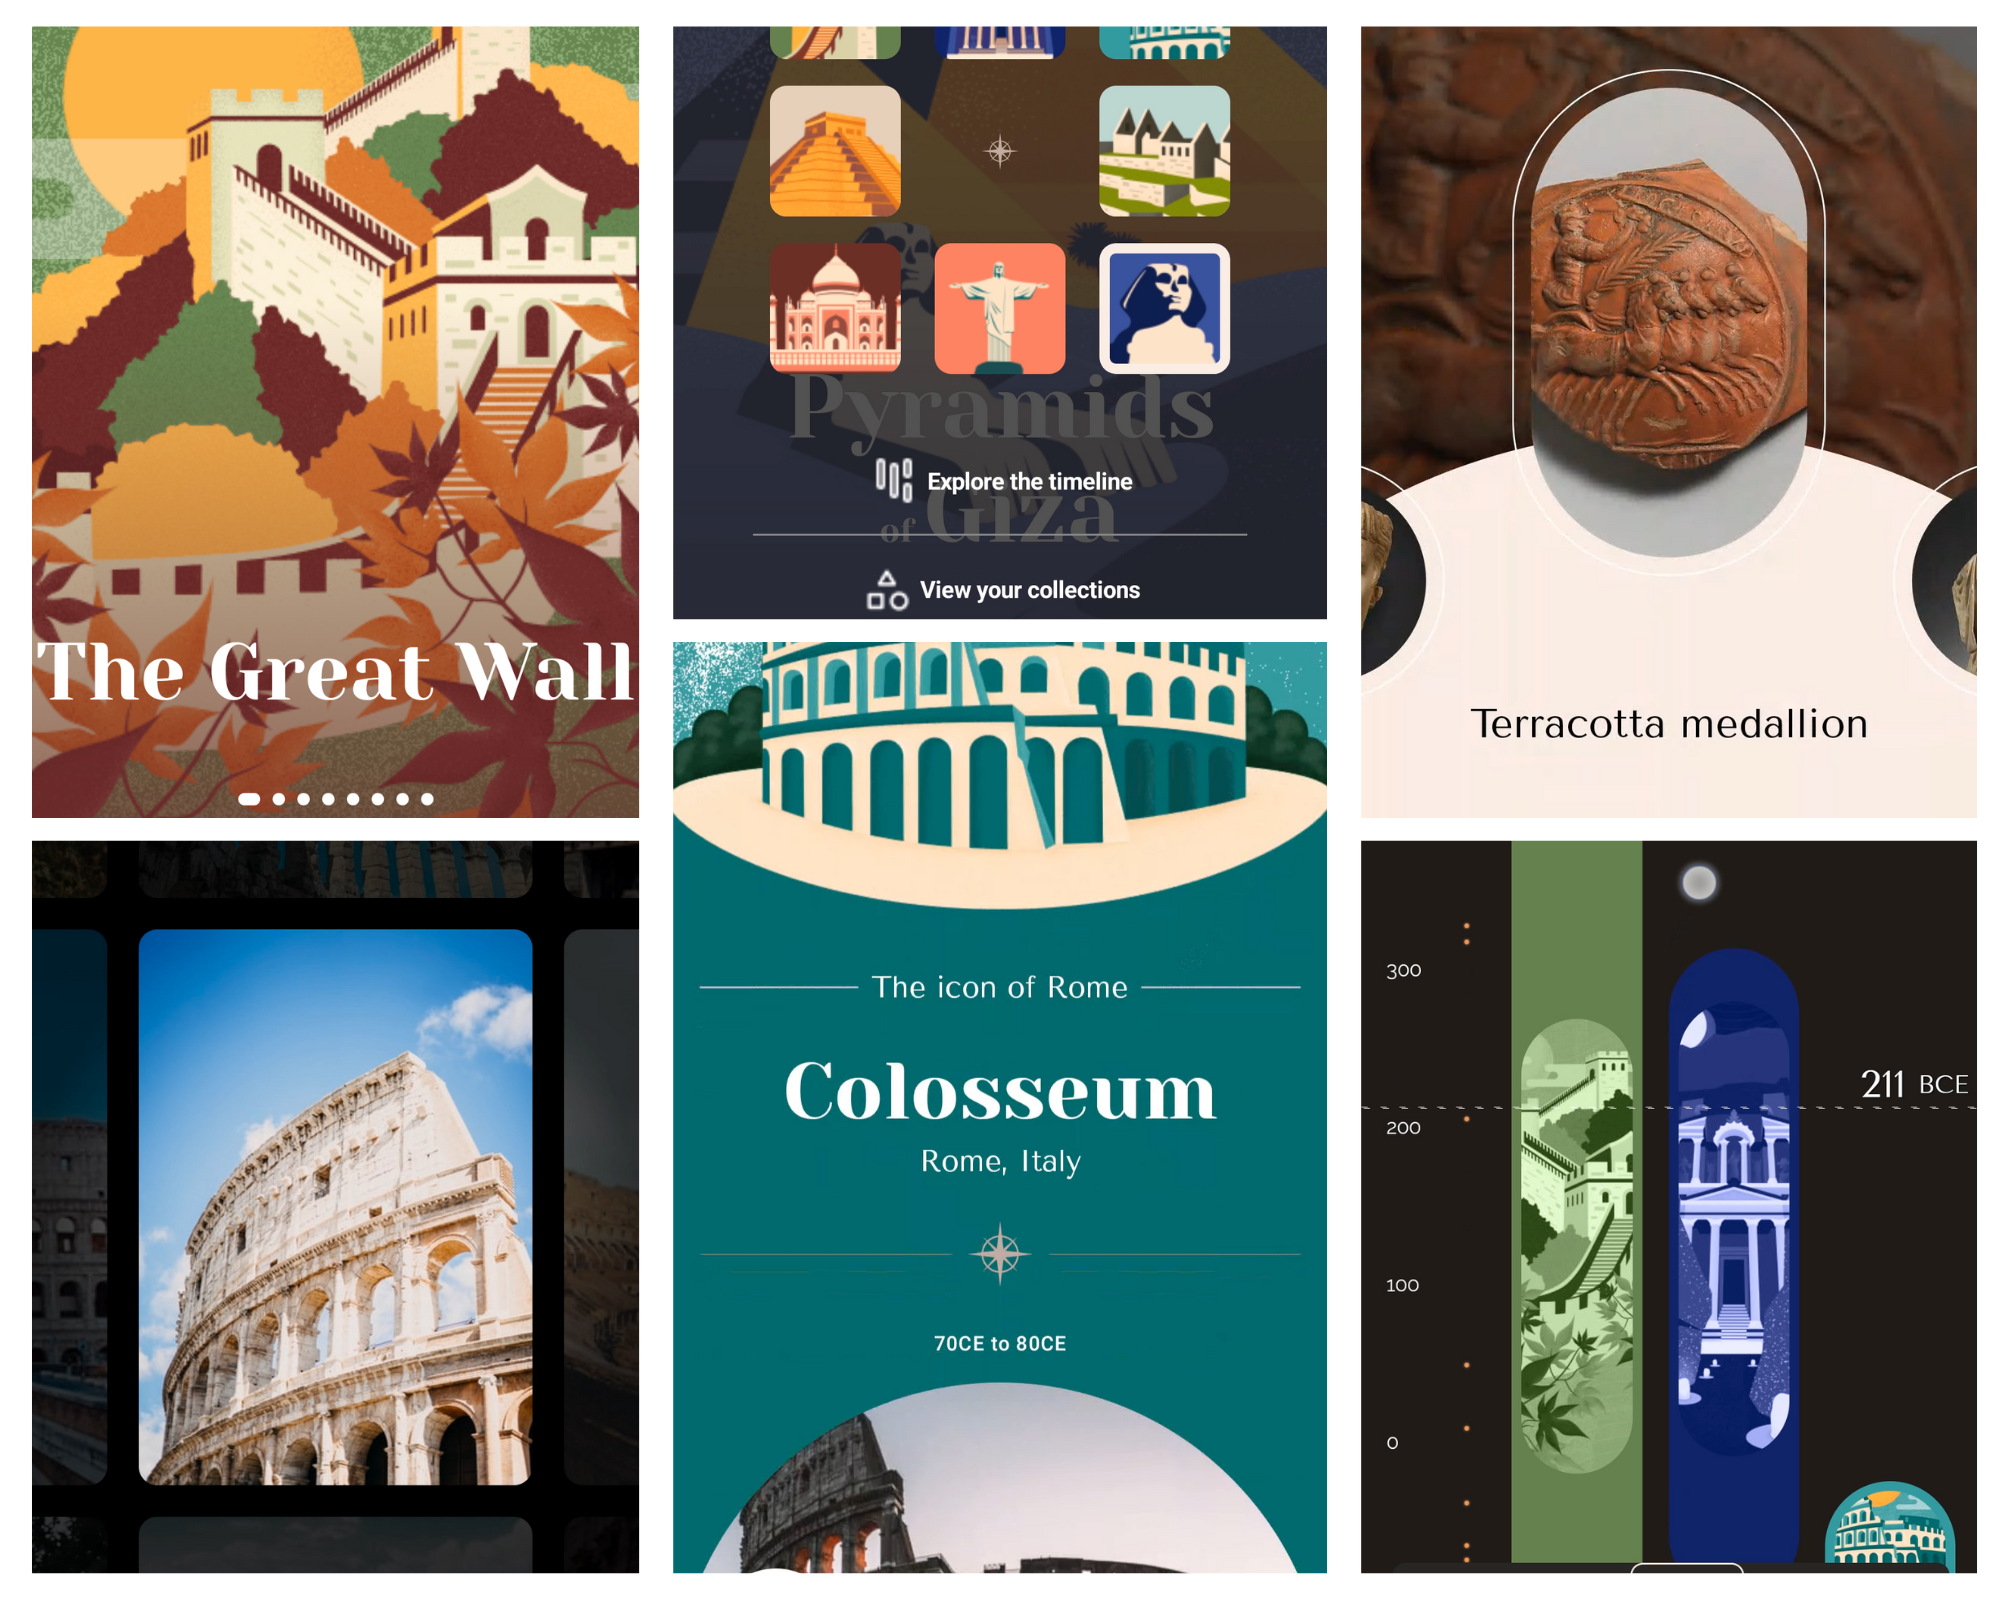 The Great Wall
Pyramids
Explore the timeline
of Giza
View your collections
The icon of Rome
Colosseum
Rome, Italy
70CE to 80CE
Terracotta medallion
300
211 BCE
200
100
0